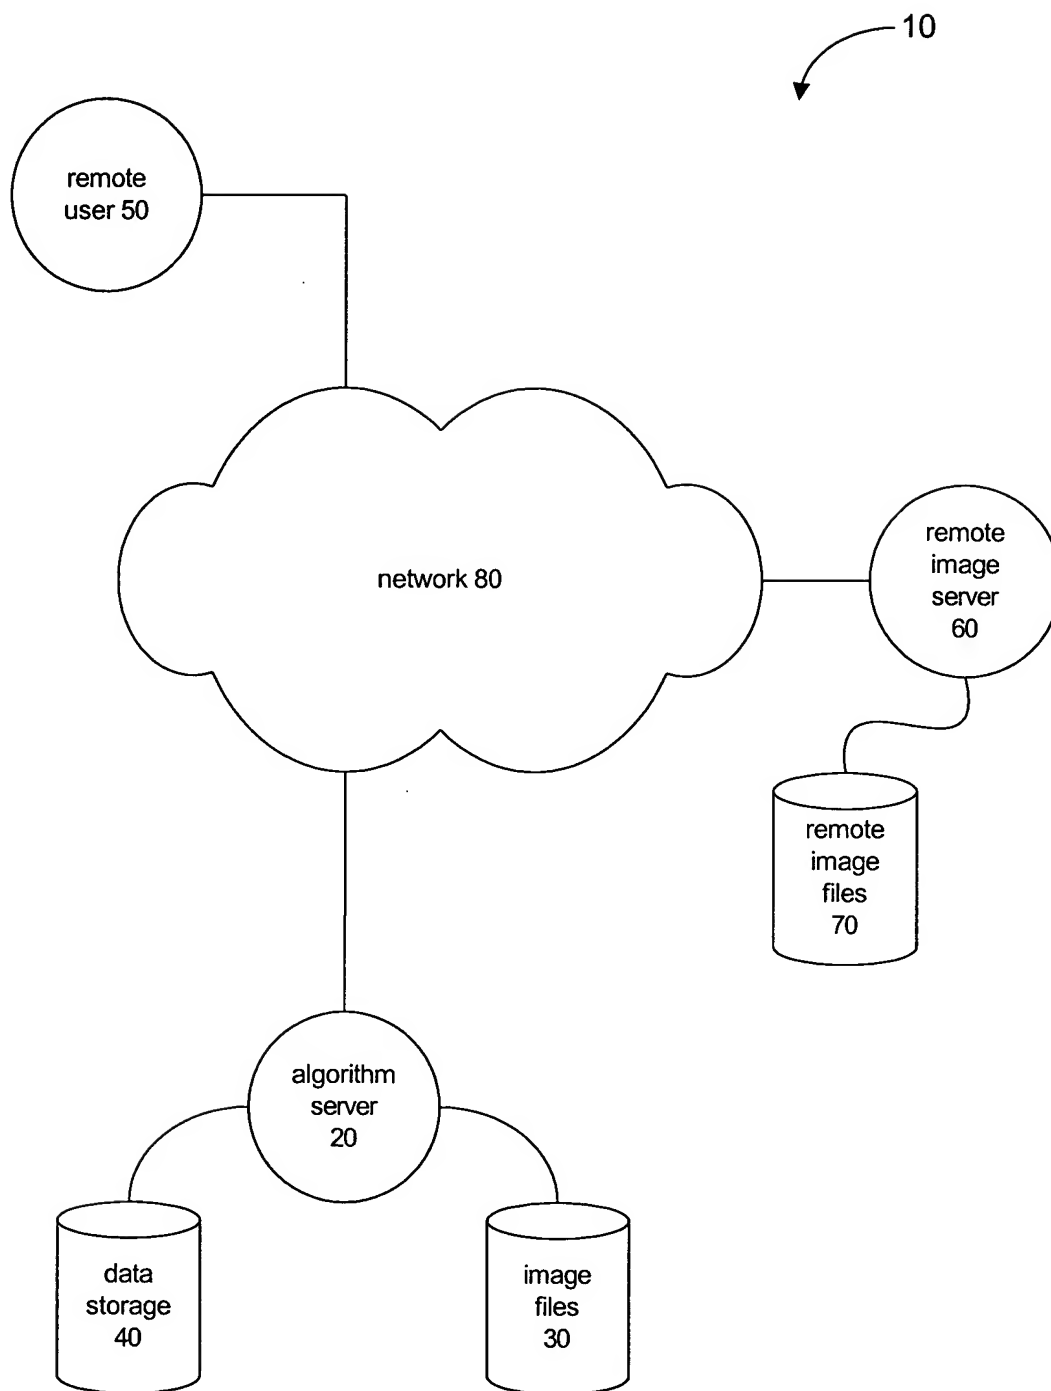 10
remote
user 50
network 80
remote
image
server
60
remote
image
files
70
algorithm
server
20
data
storage
40
image
files
30